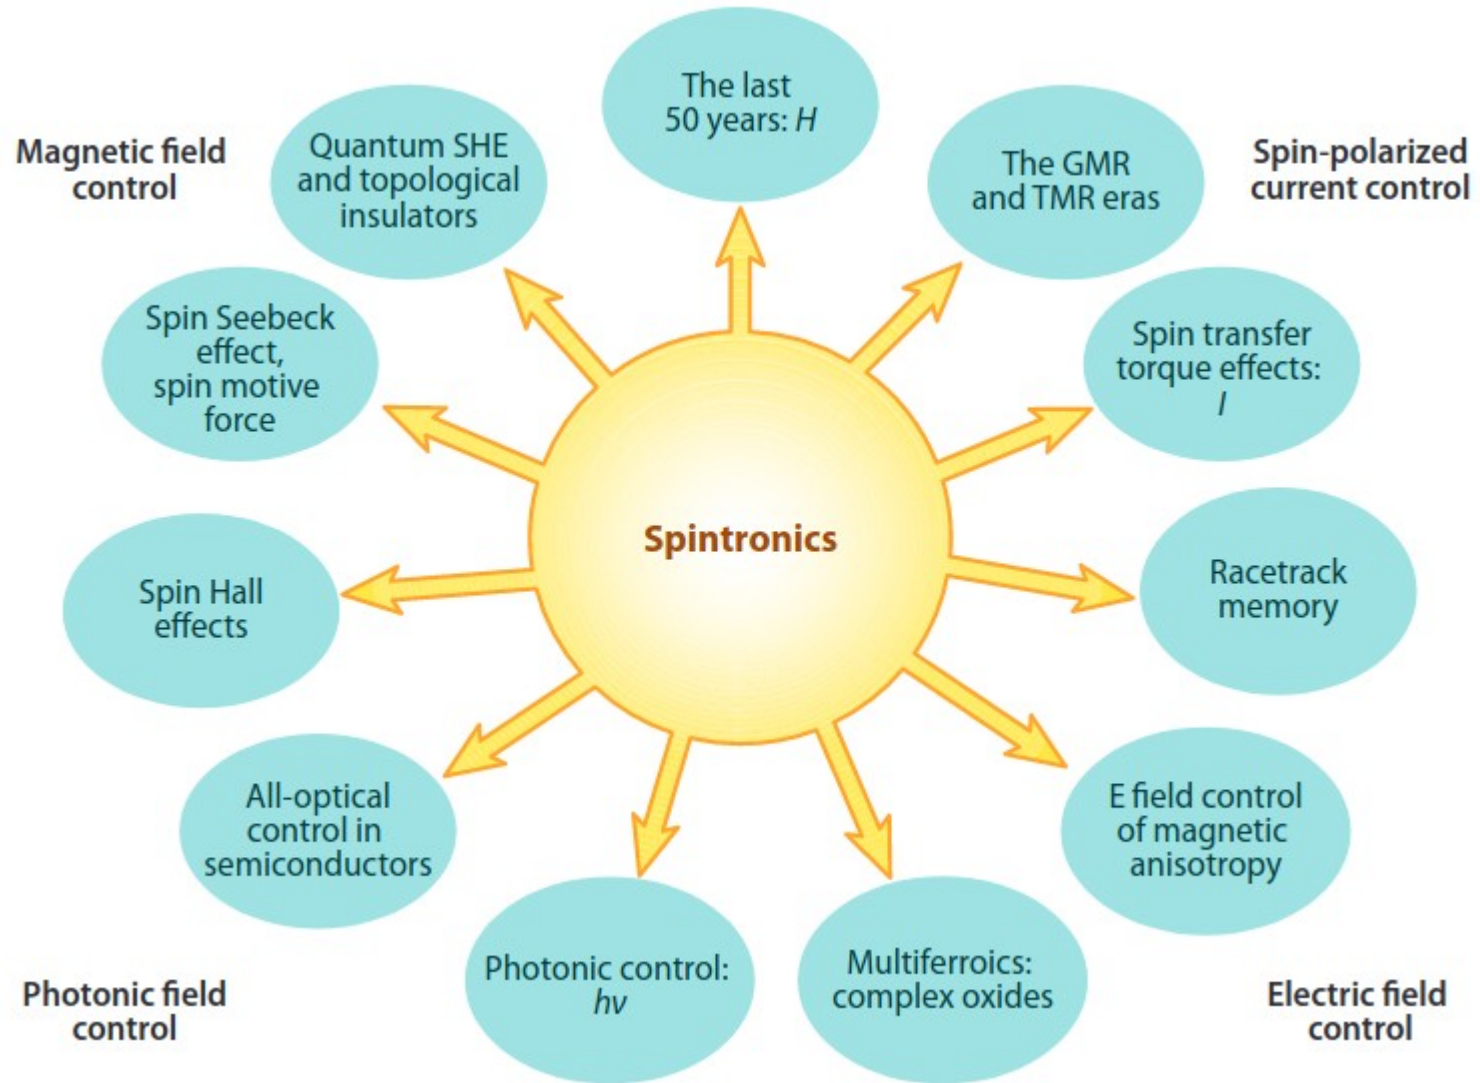 The last
50 years: H
Magnetic field
control
Quantum SHE
and topological
insulators
The GMR
and TMR eras
Spin-polarized
current control
Spin Seebeck
effect,
spin motive
force
Spin transfer
torque effects:
I
Spintronics
Spin Hall
effects
Racetrack
memory
All-optical
control in
semiconductors
E field control
of magnetic
anisotropy
Photonic control:
hν
Multiferroics:
complex oxides
Photonic field
control
Electric field
control